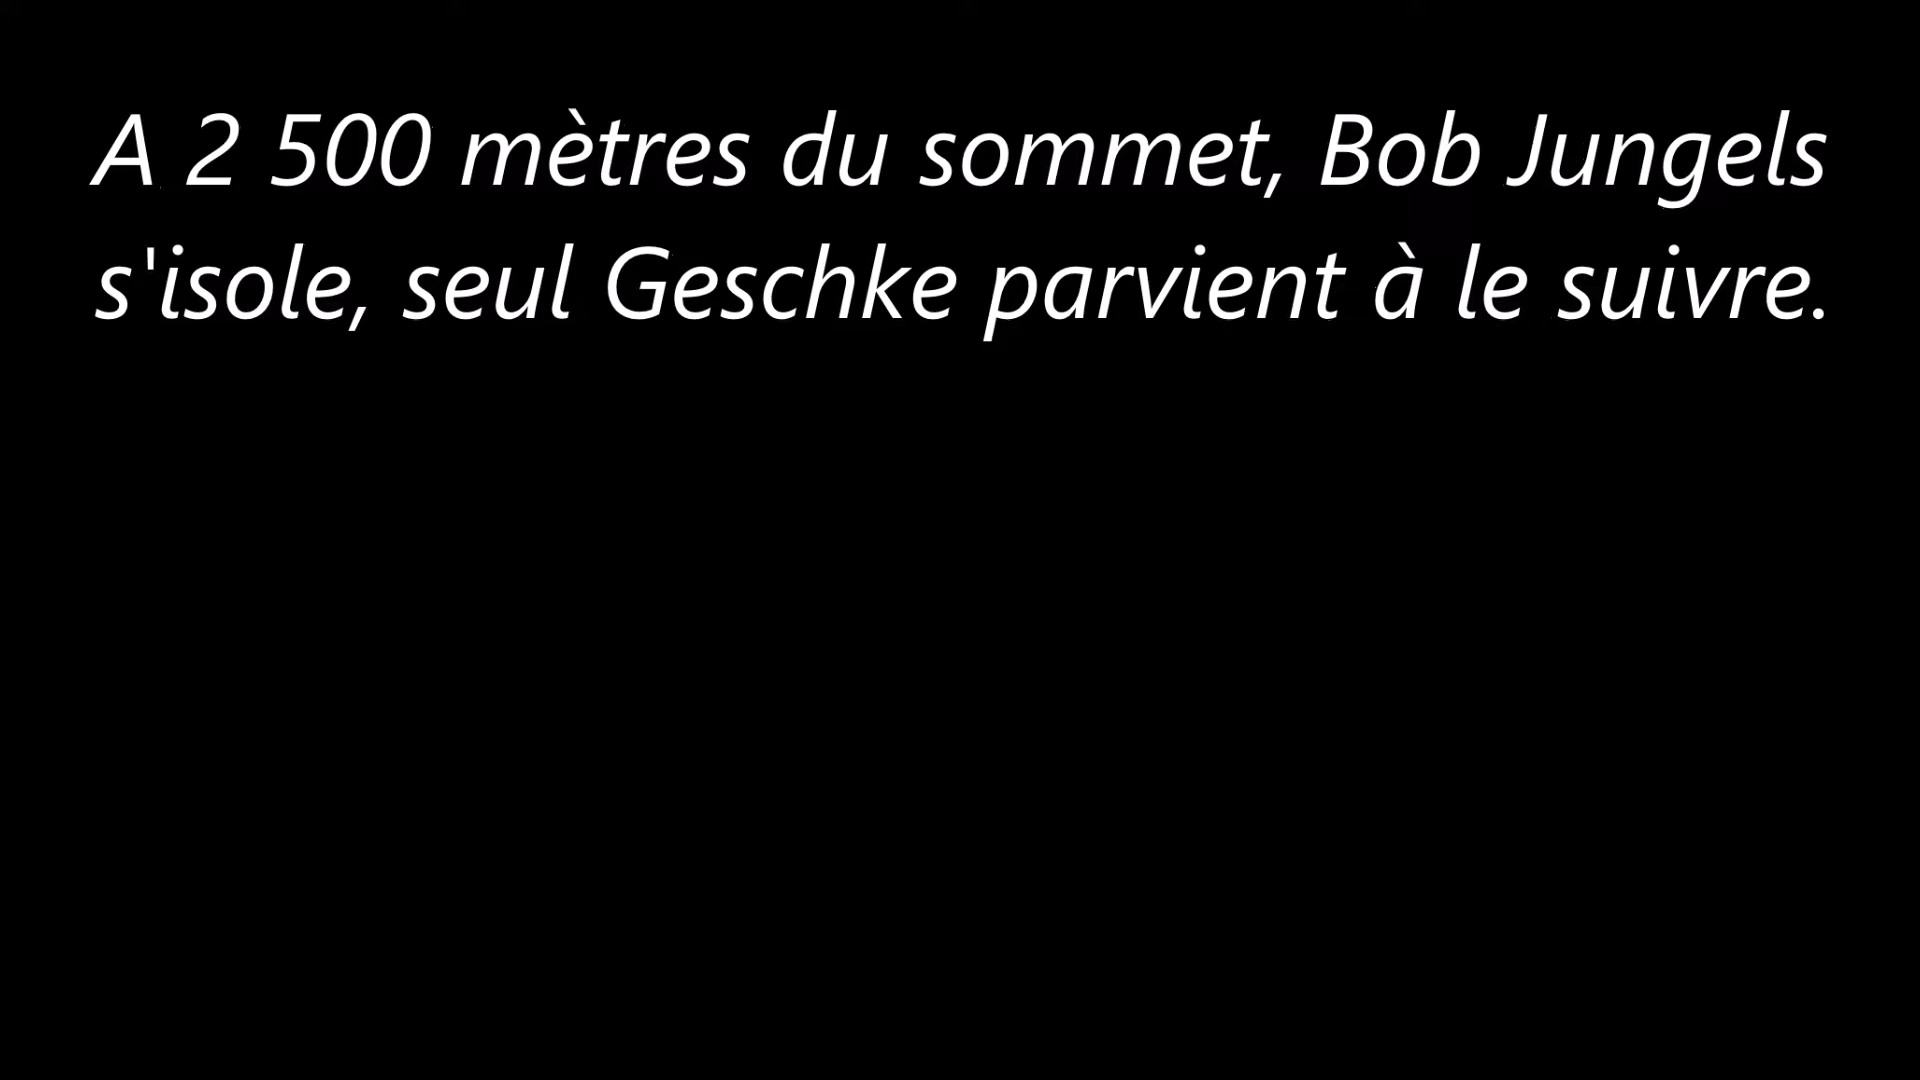 A 2 500 mètres du sommet, Bob Jungels
s'isole, seul Geschke parvient à le suivre.